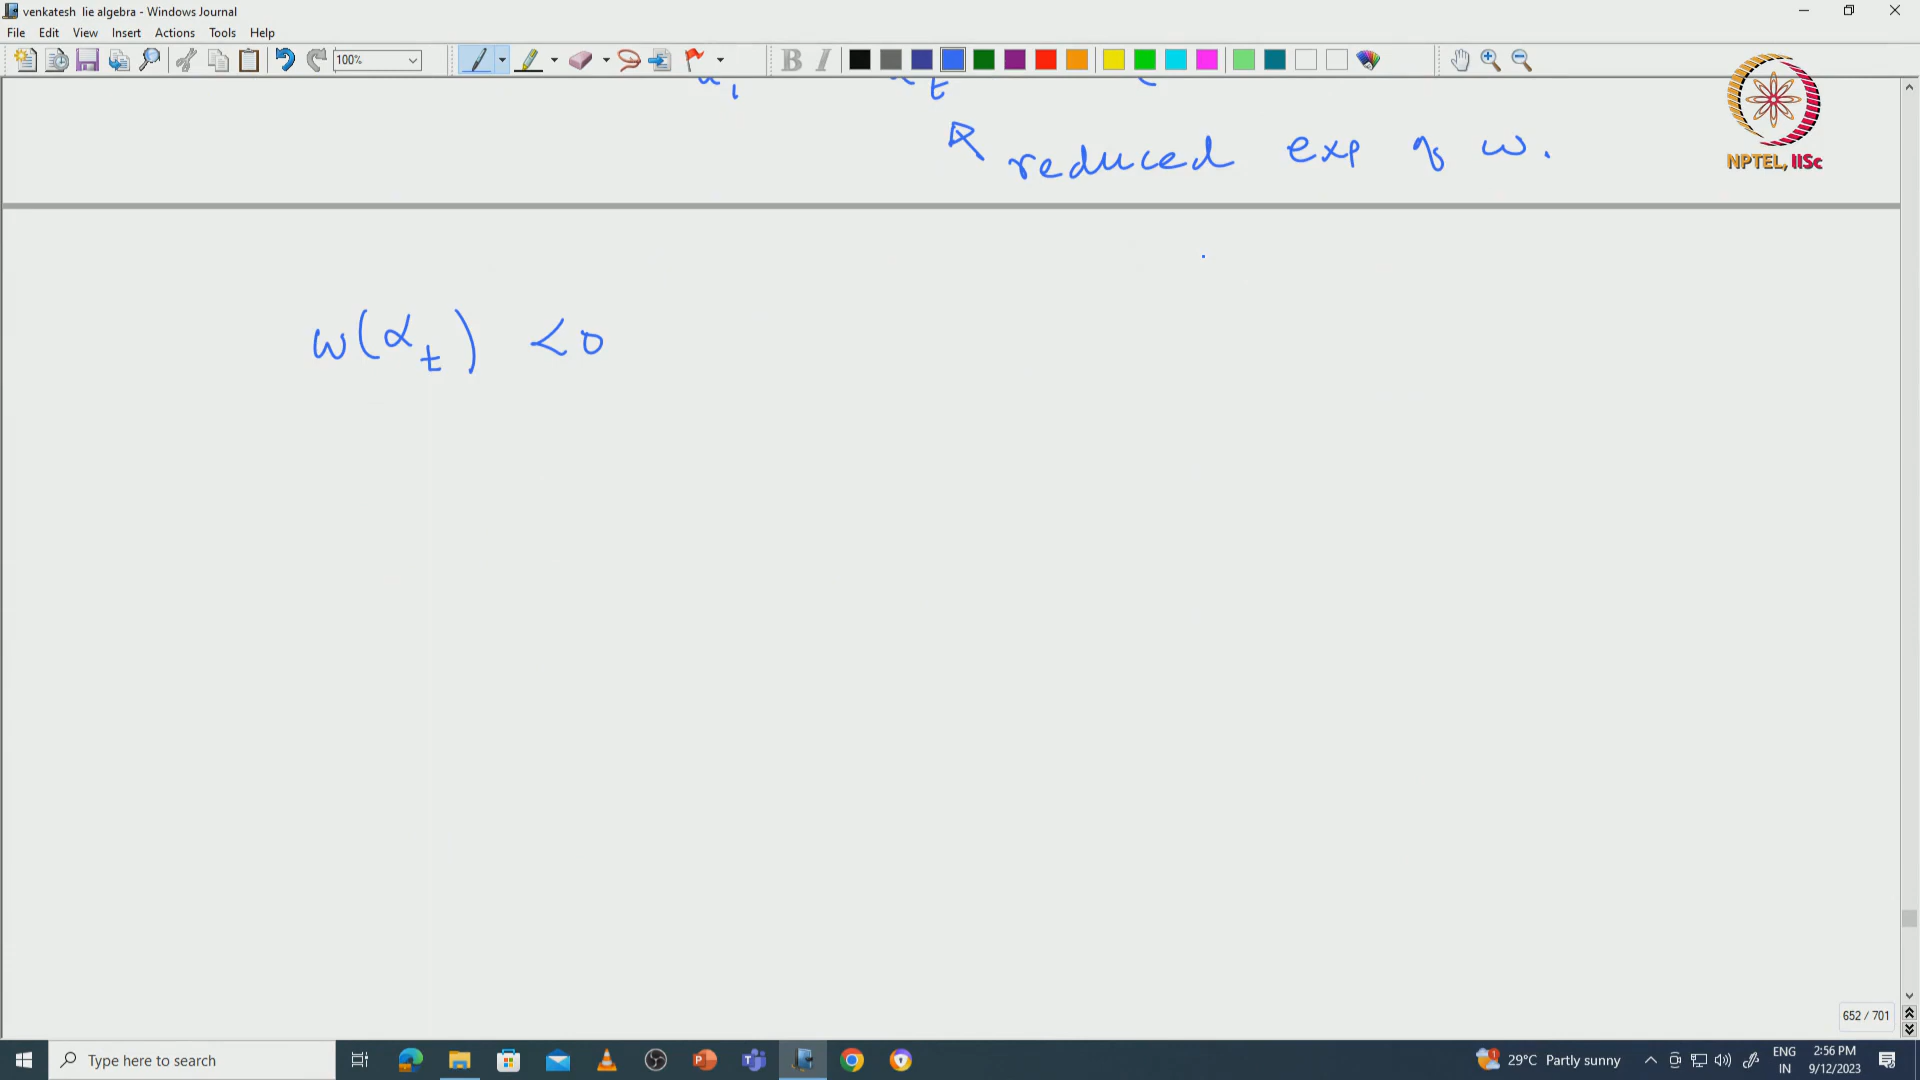 venkatesh lie algebra - Windows Journal
File Edit View Insert Actions Tools Help
100%
B I
reduced exp of w.
NPTEL, IISc
w(α_t) <0
652 / 701
Type here to search
1
29°C Partly sunny
ENG
IN
2:56 PM
9/12/2023